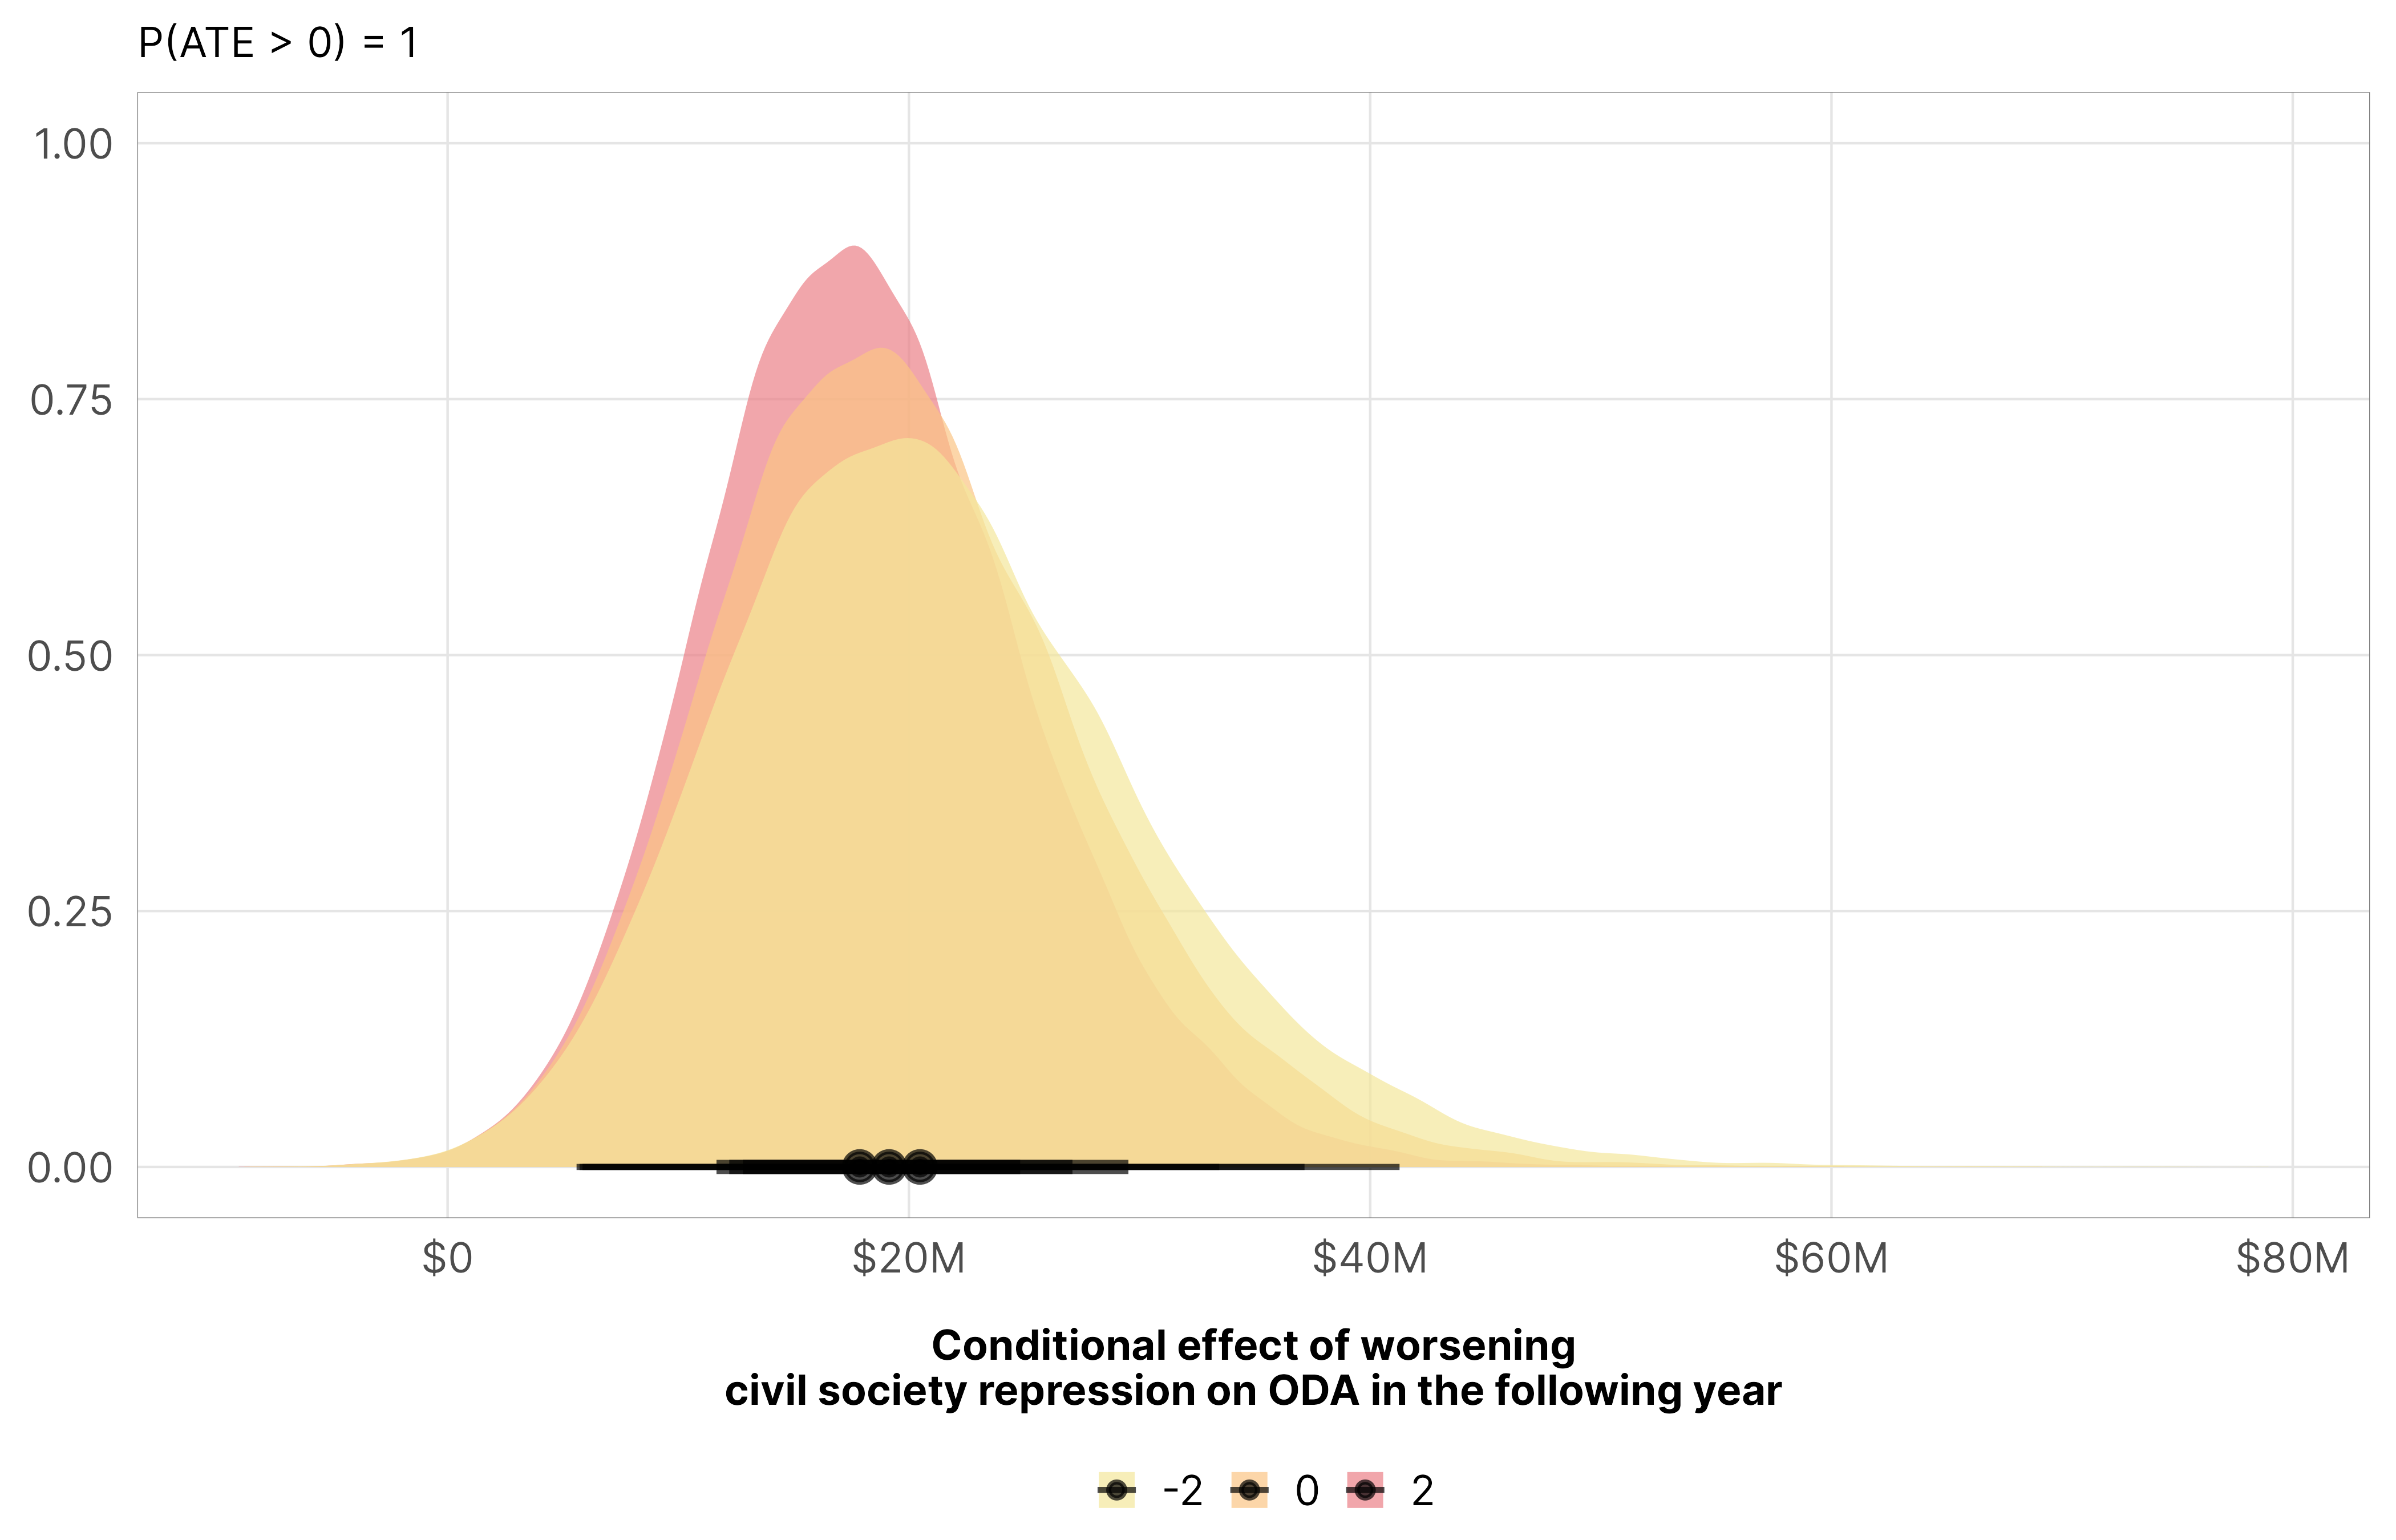 P(ATE > 0) = 1
1.00
0.75
0.50
0.25
0.00
$0 $20M $40M $60M $80M
Conditional effect of worsening
civil society repression on ODA in the following year
-2 0 2